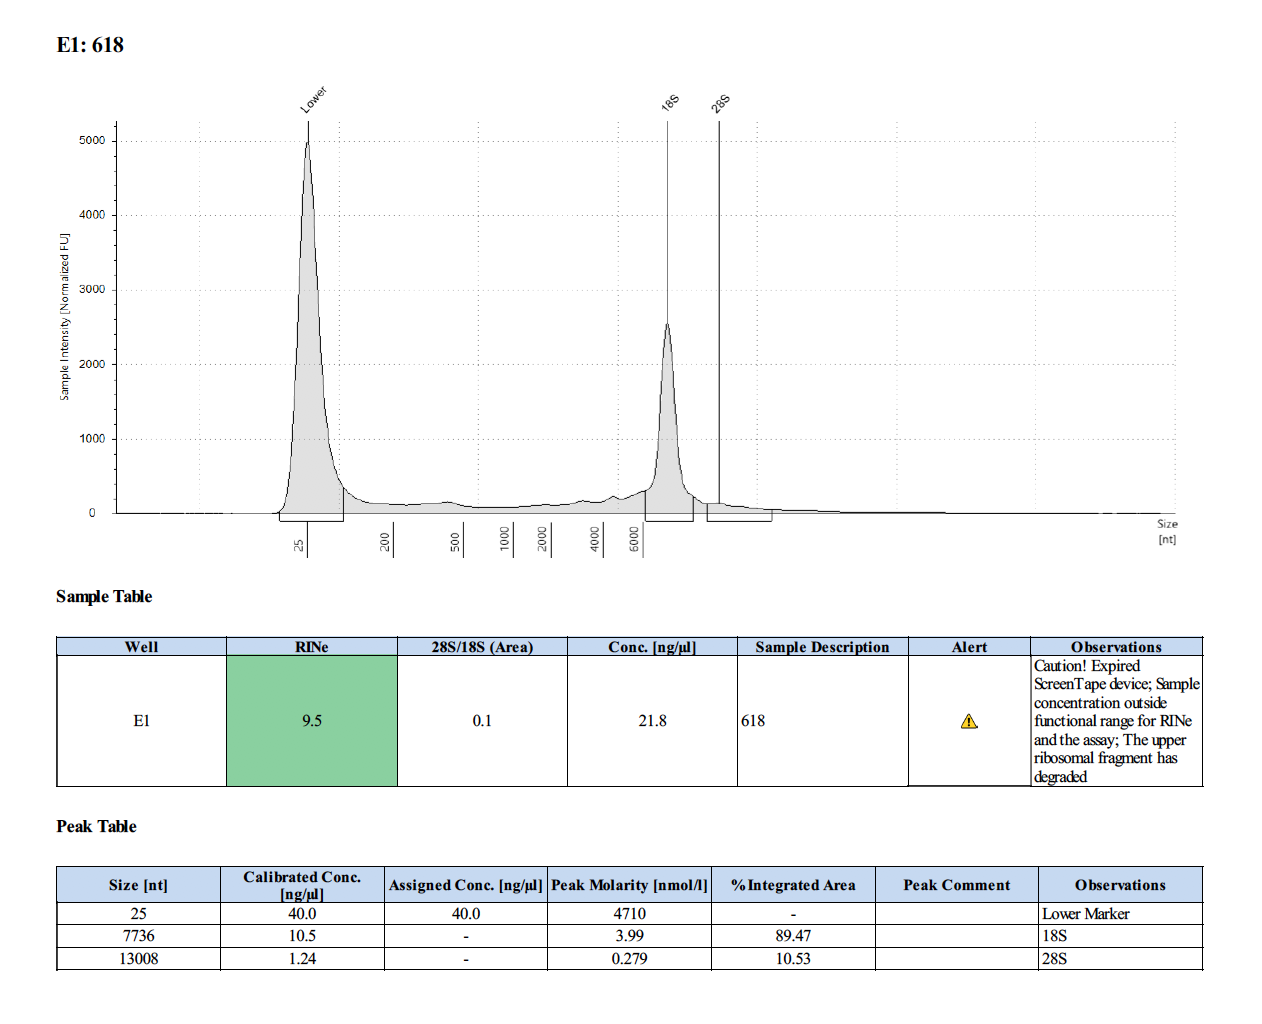 E1: 618
Lower
18S
28S
5000
4000
3000
2000
1000
0
Sample Intensity [Normalized FU]
25
200
500
1000
2000
4000
6000
Size
[nt]
Sample Table
Well RINe 28S/18S (Area) Conc. [ng/µl] Sample Description Alert Observations
E1 9.5 0.1 21.8 618
Caution! Expired
ScreenTape device; Sample
concentration outside
functional range for RINe
and the assay; The upper
ribosomal fragment has
degraded
Peak Table
Size [nt] Calibrated Conc. [ng/µl] Assigned Conc. [ng/µl] Peak Molarity [nmol/l] % Integrated Area Peak Comment Observations
25 40.0 40.0 4710 - Lower Marker
7736 10.5 - 3.99 89.47 18S
13008 1.24 - 0.279 10.53 28S